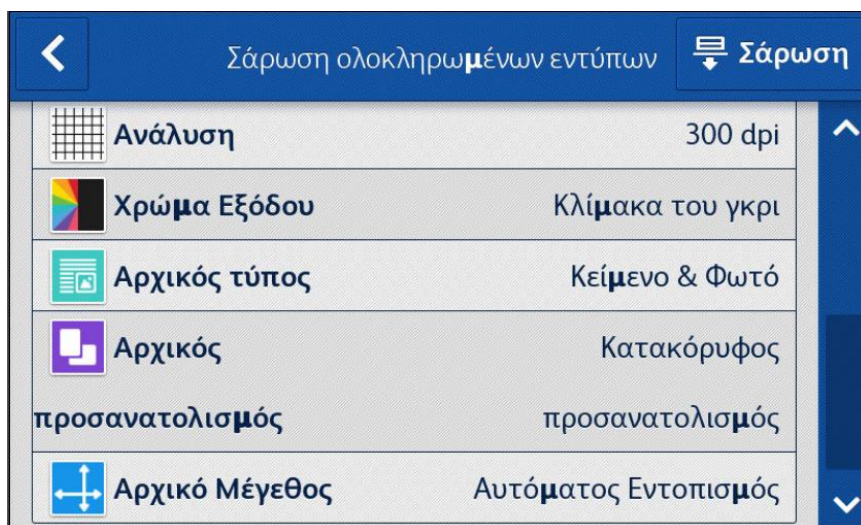 Σάρωση ολοκληρωμένων εντύπων Σάρωση
Ανάλυση 300 dpi
Χρώμα Εξόδου Κλίμακα του γκρι
Αρχικός τύπος Κείμενο & Φωτό
Αρχικός Κατακόρυφος
προσανατολισμός προσανατολισμός
Αρχικό Μέγεθος Αυτόματος Εντοπισμός